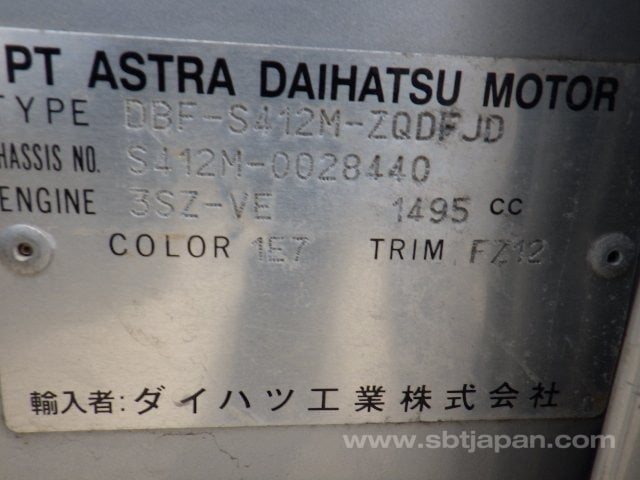 PT ASTRA DAIHATSU MOTOR
TYPE DBF-S412M-ZQDFJD
HASSIS NO. S412M-0028440
ENGINE 3SZ-VE 1495 cc
COLOR 1E7 TRIM FZ12
輸入者: ダイハツ工業株式会社
www.sbtjapan.com